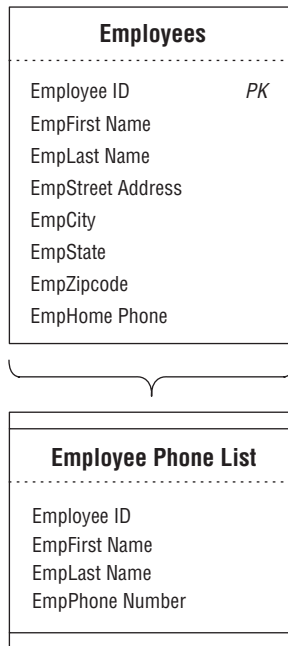 Employees
Employee ID PK
EmpFirst Name
EmpLast Name
EmpStreet Address
EmpCity
EmpState
EmpZipcode
EmpHome Phone
Employee Phone List
Employee ID
EmpFirst Name
EmpLast Name
EmpPhone Number